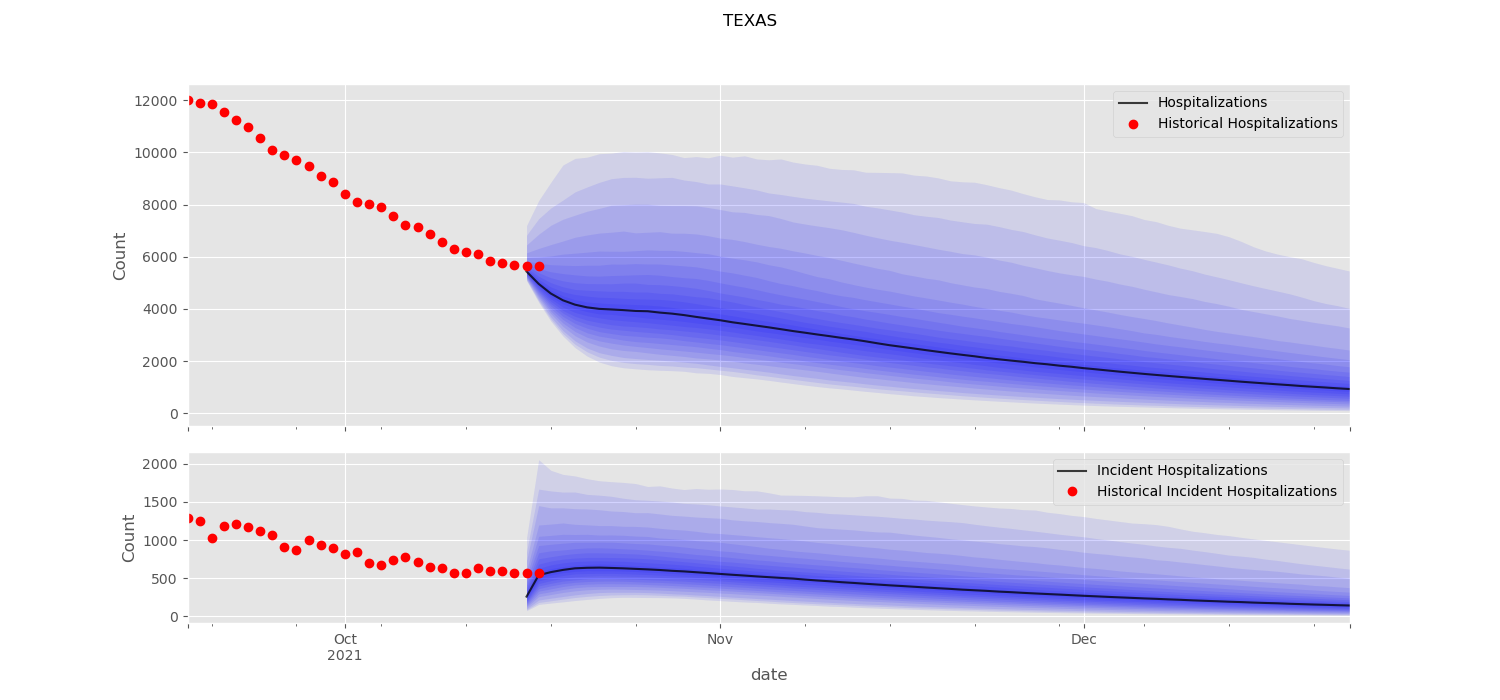 TEXAS
12000
10000
8000
6000
4000
2000
0
Count
Hospitalizations
Historical Hospitalizations
2000
1500
1000
500
0
Count
Incident Hospitalizations
Historical Incident Hospitalizations
Oct
2021
Nov
Dec
date